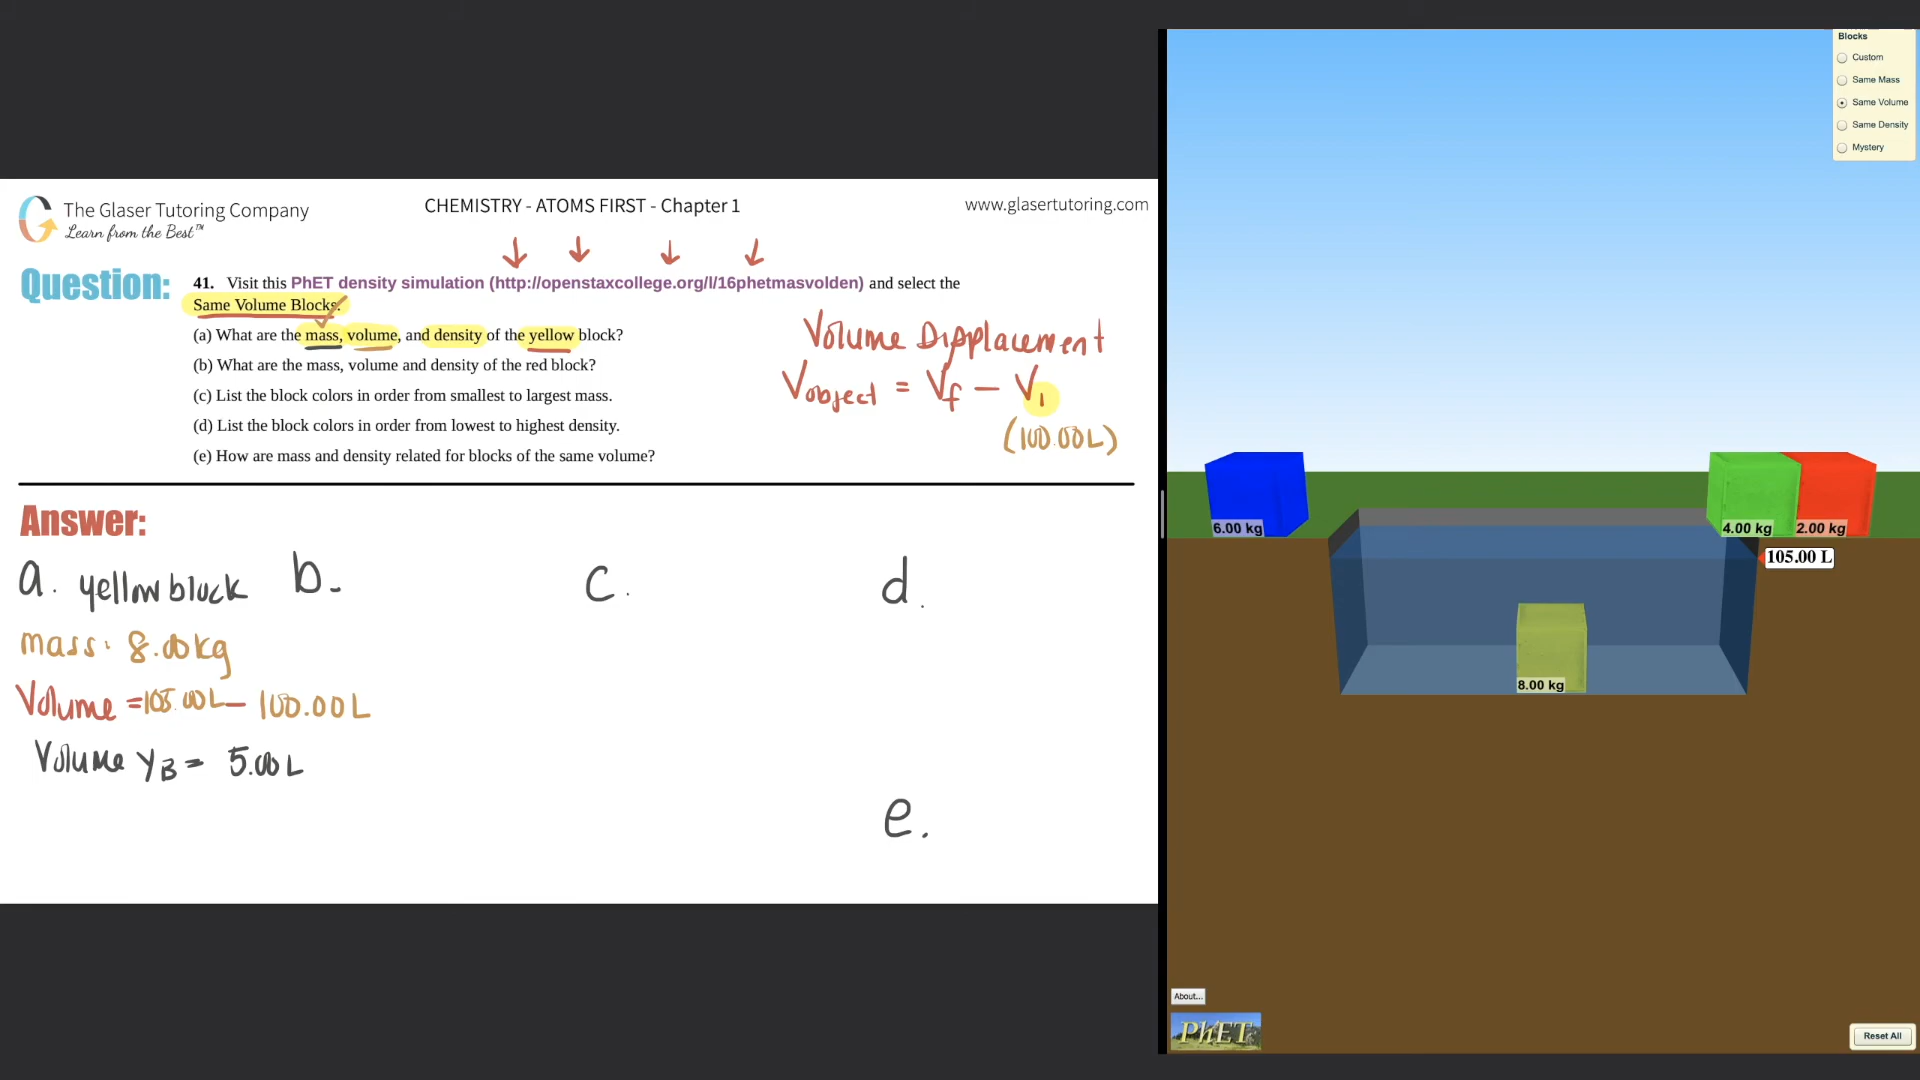 The Glaser Tutoring Company
Learn from the Best™
CHEMISTRY - ATOMS FIRST - Chapter 1
www.glasertutoring.com
Question:
41. Visit this PhET density simulation (http://openstaxcollege.org/l/16phetmasvolden) and select the
Same Volume Blocks.
(a) What are the mass, volume, and density of the yellow block?
(b) What are the mass, volume and density of the red block?
(c) List the block colors in order from smallest to largest mass.
(d) List the block colors in order from lowest to highest density.
(e) How are mass and density related for blocks of the same volume?
Volume Displacement
Vobject = Vf - V1
(100.00L)
Answer:
a. yellow block
mass: 8.00kg
Volume = 105.00L - 100.00L
Volume YB = 5.00L
b.
c.
d.
e.
Blocks
Custom
Same Mass
Same Volume
Same Density
Mystery
6.00 kg
4.00 kg
2.00 kg
105.00 L
8.00 kg
About...
PhET
Reset All